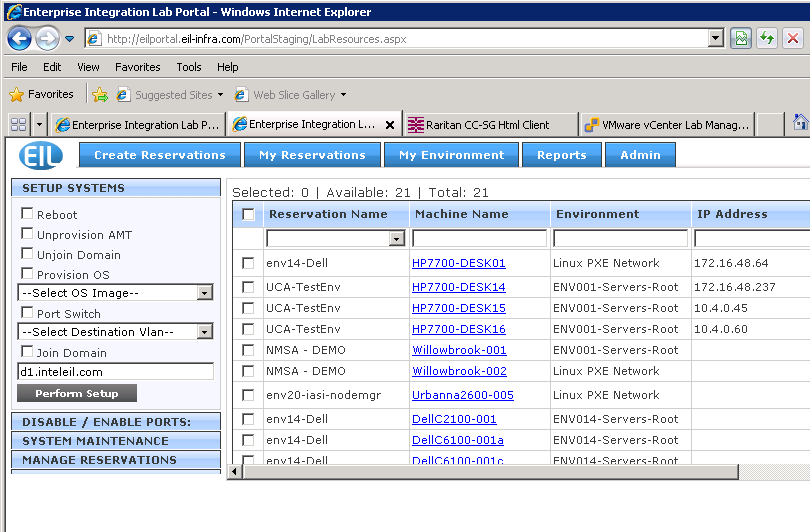 Enterprise Integration Lab Portal - Windows Internet Explorer
http://eilportal.eil-infra.com/PortalStaging/LabResources.aspx
File Edit View Favorites Tools Help
Favorites Suggested Sites Web Slice Gallery
Enterprise Integration Lab P... Enterprise Integration L... Raritan CC-SG Html Client VMware vCenter Lab Manag...
EIL Create Reservations My Reservations My Environment Reports Admin
SETUP SYSTEMS
Reboot
Unprovision AMT
Unjoin Domain
Provision OS
--Select OS Image--
Port Switch
--Select Destination Vlan--
Join Domain
d1.inteleil.com
Perform Setup
DISABLE / ENABLE PORTS:
SYSTEM MAINTENANCE
MANAGE RESERVATIONS
Selected: 0 | Available: 21 | Total: 21
Reservation Name Machine Name Environment IP Address
env14-Dell HP7700-DESK01 Linux PXE Network 172.16.48.64
UCA-TestEnv HP7700-DESK14 ENV001-Servers-Root 172.16.48.237
UCA-TestEnv HP7700-DESK15 ENV001-Servers-Root 10.4.0.45
UCA-TestEnv HP7700-DESK16 ENV001-Servers-Root 10.4.0.60
NMSA - DEMO Willowbrook-001 ENV001-Servers-Root
NMSA - DEMO Willowbrook-002 Linux PXE Network
env20-iasi-nodemgr Urbanna2600-005 Linux PXE Network
env14-Dell DellC2100-001 ENV014-Servers-Root
env14-Dell DellC6100-001a ENV014-Servers-Root
env14-Dell DellC6100-001c ENV014-Servers-Root